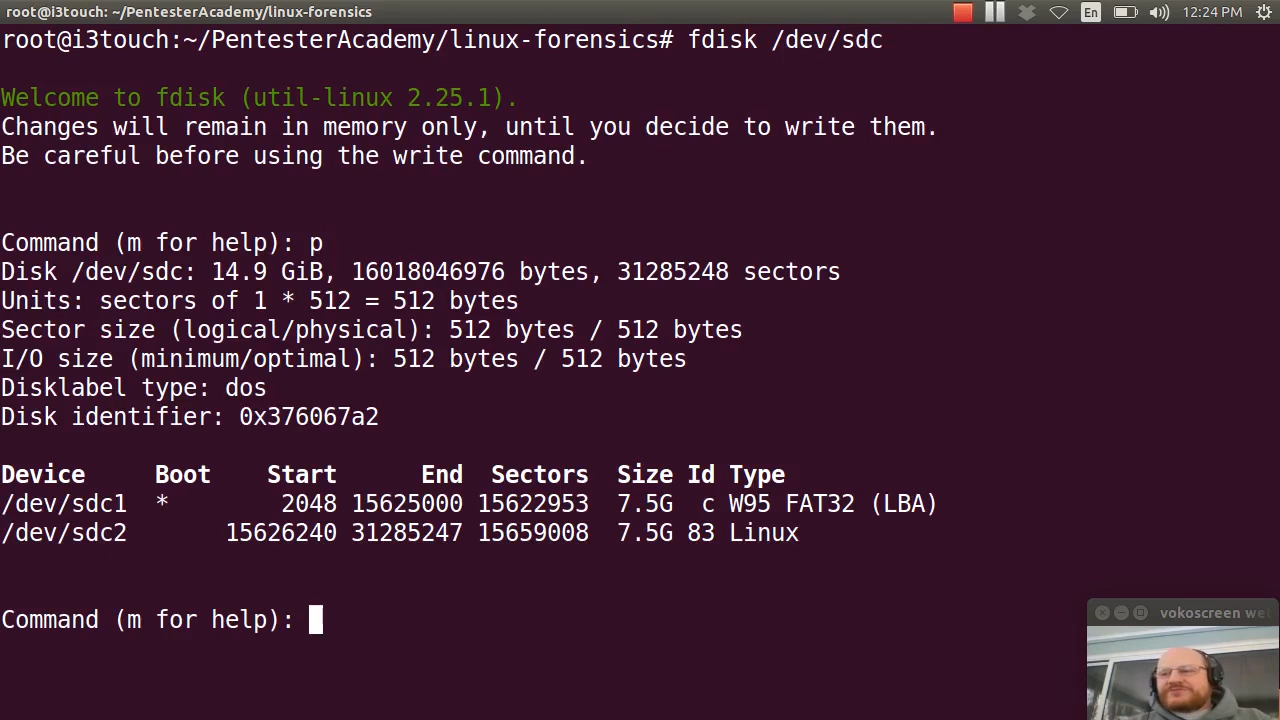 root@i3touch: ~/PentesterAcademy/linux-forensics
En
12:24 PM
root@i3touch:~/PentesterAcademy/linux-forensics# fdisk /dev/sdc
Welcome to fdisk (util-linux 2.25.1).
Changes will remain in memory only, until you decide to write them.
Be careful before using the write command.
Command (m for help): p
Disk /dev/sdc: 14.9 GiB, 16018046976 bytes, 31285248 sectors
Units: sectors of 1 * 512 = 512 bytes
Sector size (logical/physical): 512 bytes / 512 bytes
I/O size (minimum/optimal): 512 bytes / 512 bytes
Disklabel type: dos
Disk identifier: 0x376067a2
Device     Boot    Start      End  Sectors  Size Id Type
/dev/sdc1  *        2048 15625000 15622953  7.5G  c W95 FAT32 (LBA)
/dev/sdc2       15626240 31285247 15659008  7.5G 83 Linux
Command (m for help):
vokoscreen we